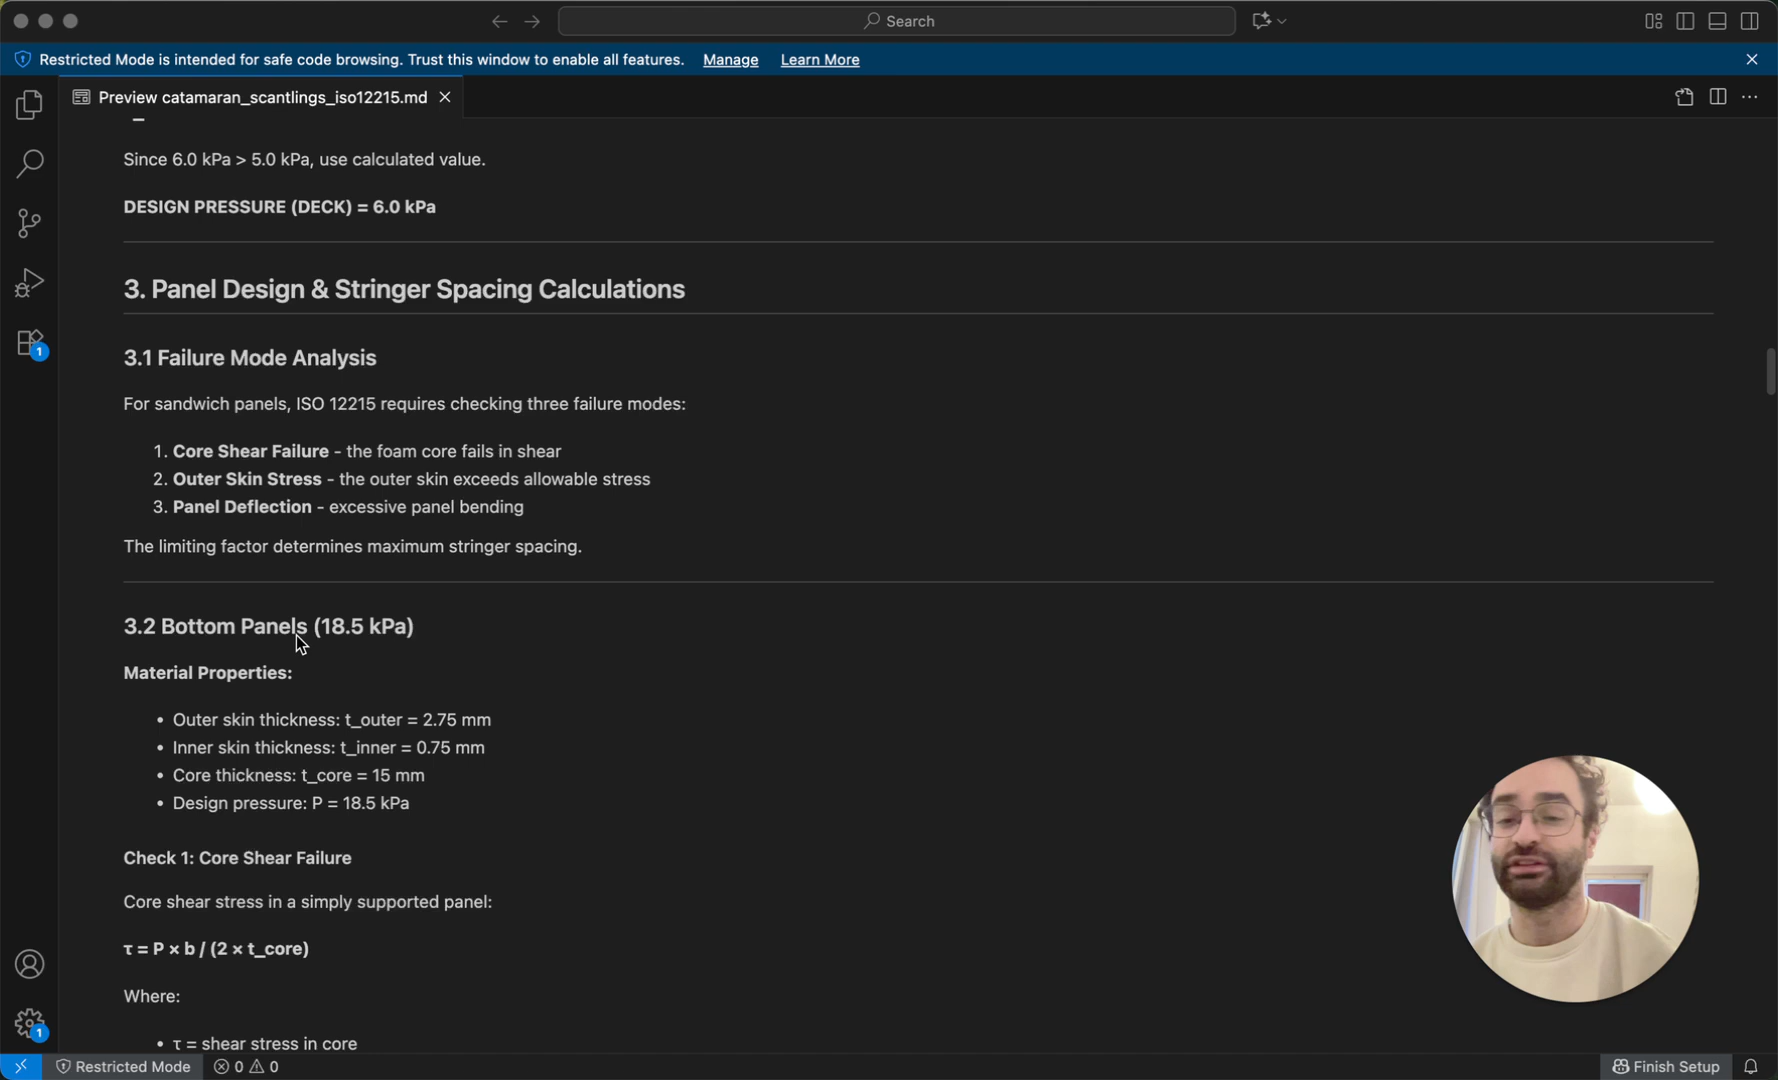 Search
Restricted Mode is intended for safe code browsing. Trust this window to enable all features. Manage Learn More
Preview catamaran_scantlings_iso12215.md
Since 6.0 kPa > 5.0 kPa, use calculated value.
DESIGN PRESSURE (DECK) = 6.0 kPa
3. Panel Design & Stringer Spacing Calculations
3.1 Failure Mode Analysis
For sandwich panels, ISO 12215 requires checking three failure modes:
1. Core Shear Failure - the foam core fails in shear
2. Outer Skin Stress - the outer skin exceeds allowable stress
3. Panel Deflection - excessive panel bending
The limiting factor determines maximum stringer spacing.
3.2 Bottom Panels (18.5 kPa)
Material Properties:
• Outer skin thickness: t_outer = 2.75 mm
• Inner skin thickness: t_inner = 0.75 mm
• Core thickness: t_core = 15 mm
• Design pressure: P = 18.5 kPa
Check 1: Core Shear Failure
Core shear stress in a simply supported panel:
τ = P × b / (2 × t_core)
Where:
• τ = shear stress in core
1
1
Restricted Mode 0 0 Finish Setup